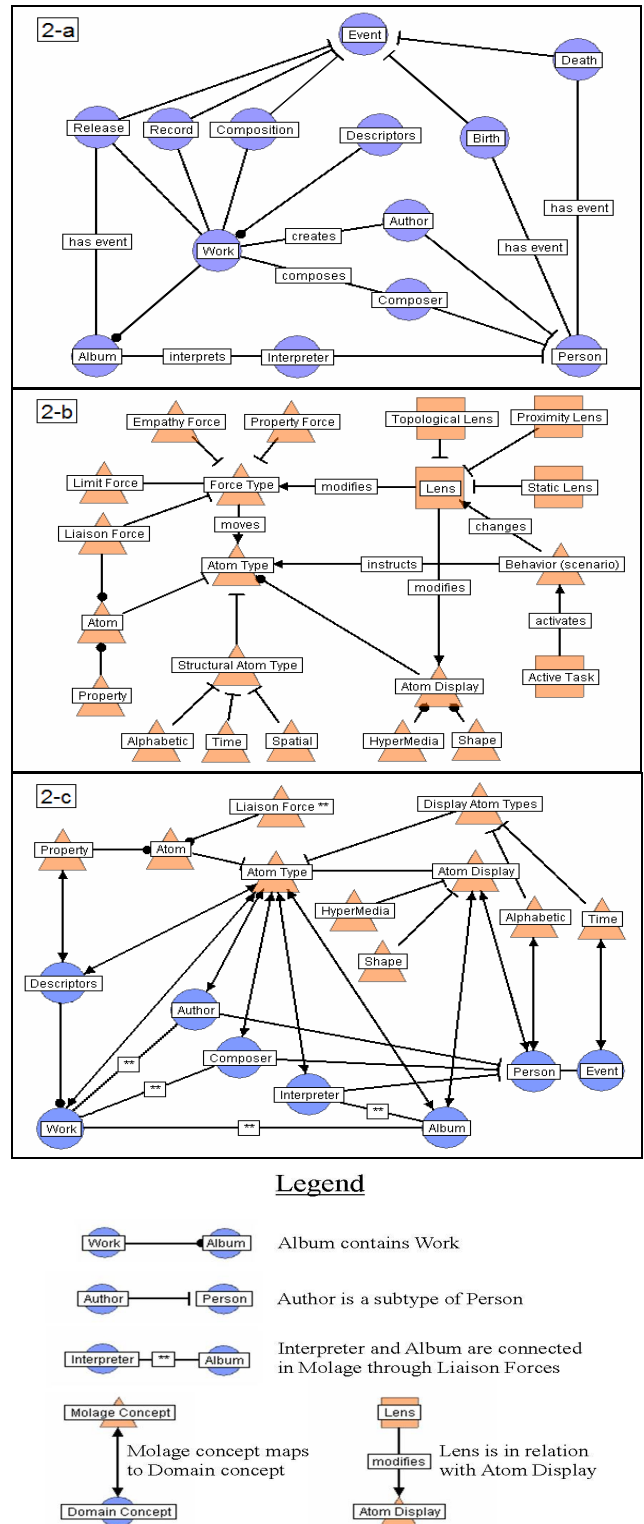 2-a
Event
Death
Release
Record
Composition
Descriptors
Birth
Author
has event
creates
has event
Work
has event
composes
Composer
Album
interprets
Interpreter
Person
2-b
Empathy Force
Property Force
Topological Lens
Proximity Lens
Limit Force
Force Type
modifies
Lens
Static Lens
Liaison Force
moves
changes
Atom Type
instructs
Behavior (scenario)
modifies
Atom
activates
Structural Atom Type
Property
Atom Display
Active Task
Alphabetic
Time
Spatial
HyperMedia
Shape
2-c
Liaison Force **
Display Atom Types
Property
Atom
Atom Type
Atom Display
HyperMedia
Alphabetic
Time
Shape
Descriptors
Author
**
Composer
Person
Event
**
Interpreter
**
Work
**
Album
Legend
Work
Album
Album contains Work
Author
Person
Author is a subtype of Person
Interpreter
**
Album
Interpreter and Album are connected
in Molage through Liaison Forces
Molage Concept
Molage concept maps
to Domain concept
Domain Concept
Lens
modifies
Lens is in relation
with Atom Display
Atom Display